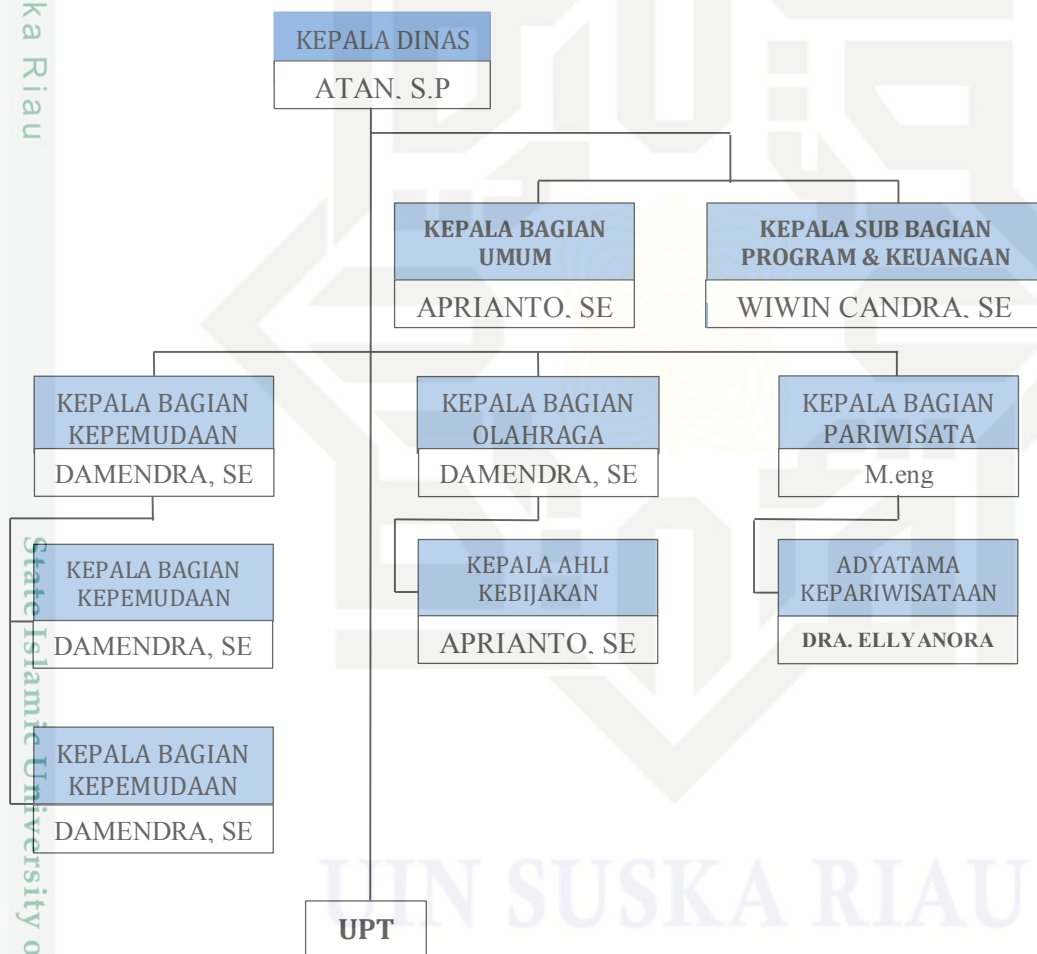 ka Riau
KEPALA DINAS
ATAN, S.P
KEPALA BAGIAN
UMUM
APRIANTO, SE
KEPALA SUB BAGIAN
PROGRAM & KEUANGAN
WIWIN CANDRA, SE
KEPALA BAGIAN
KEPEMUDAAN
DAMENDRA, SE
KEPALA BAGIAN
OLAHRAGA
DAMENDRA, SE
KEPALA BAGIAN
PARIWISATA
M.eng
KEPALA BAGIAN
KEPEMUDAAN
DAMENDRA, SE
KEPALA AHLI
KEBIJAKAN
APRIANTO, SE
ADYATAMA
KEPARIWISATAAN
DRA. ELLYANORA
KEPALA BAGIAN
KEPEMUDAAN
DAMENDRA, SE
UPT
State Islamic University o
UIN SUSKA RIAU